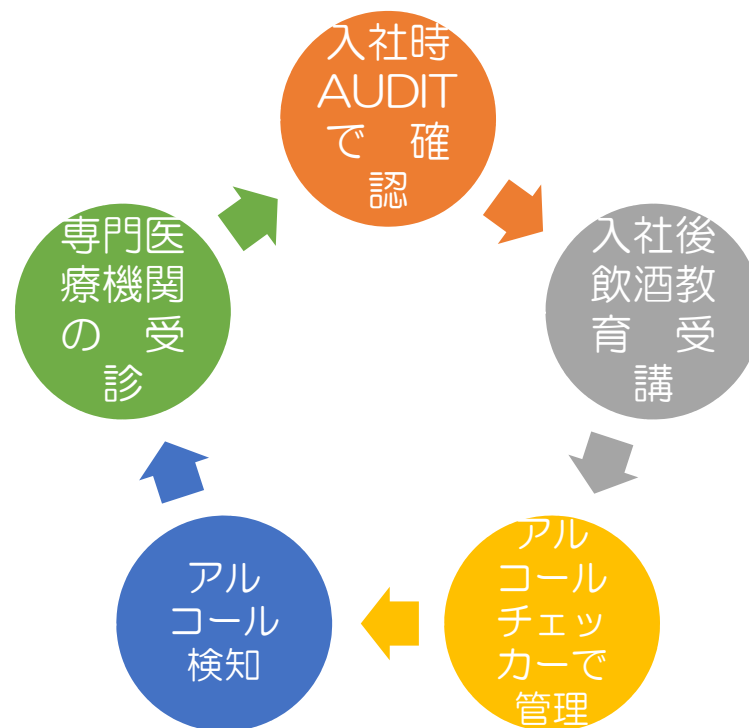 入社時
AUDIT
で　確
認
入社後
飲酒教
育　受
講
アル
コール
チェッ
カーで
管理
アル
コール
検知
専門医
療機関
の　受
診